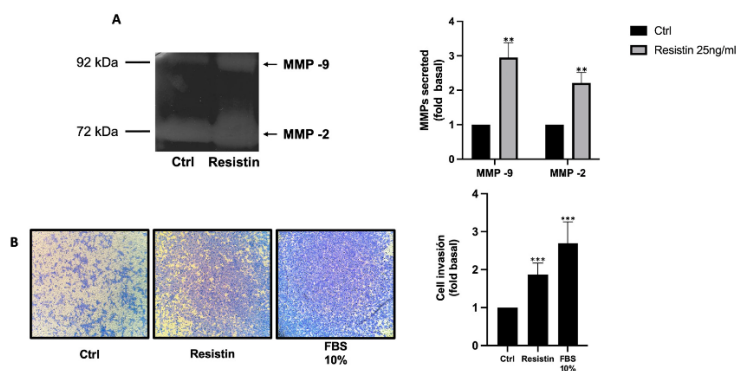 A
92 kDa
MMP -9
72 kDa
MMP -2
Ctrl Resistin
MMPs secreted
(fold basal)
4
3
2
1
0
**
**
MMP -9 MMP -2
Ctrl
Resistin 25ng/ml
B
Ctrl
Resistin
FBS
10%
Cell invasión
(fold basal)
4
3
2
1
0
***
***
Ctrl Resistin FBS
10%